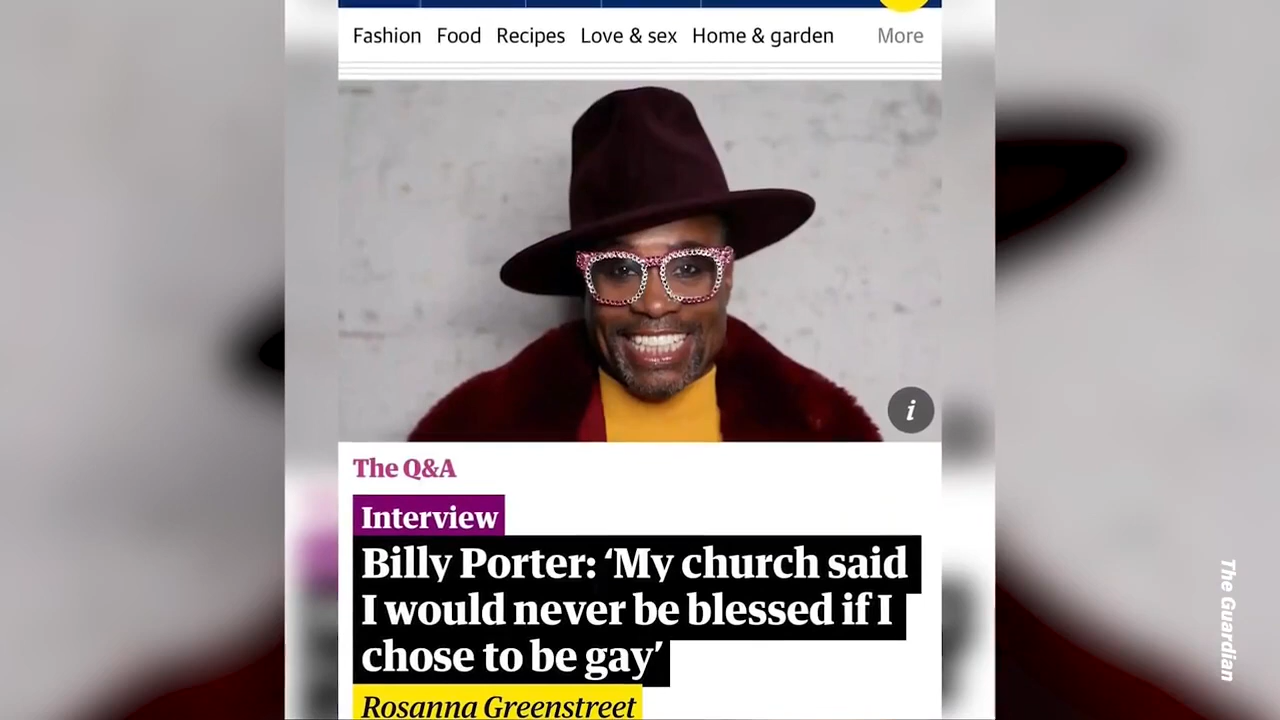 Fashion Food Recipes Love & sex Home & garden More
i
The Q&A
Interview
Billy Porter: ‘My church said
I would never be blessed if I
chose to be gay’
Rosanna Greenstreet
The Guardian